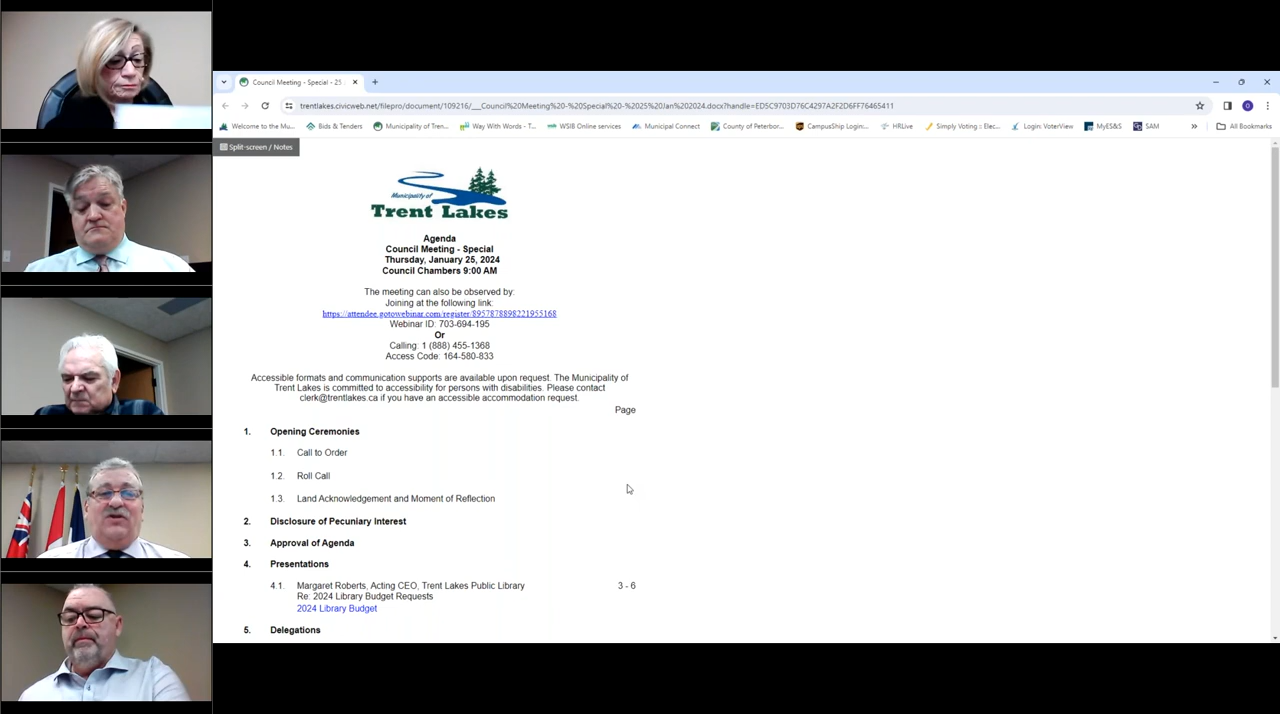 Council Meeting - Special - 25
trentlakes.civicweb.net/filepro/document/109216/__Council%20Meeting%20-%20Special%20-%2025%20Jan%202024.docx?handle=ED5C9703D76C4297A2F2D6FF76465411
Welcome to the Mu... Bids & Tenders Municipality of Tren... Way With Words - T... WSIB Online services Municipal Connect County of Peterbor... CampusShip Login:... HRLive Simply Voting : Elec... Login: VoterView MyES&S SAM » All Bookmarks
Split-screen / Notes
Municipality of
Trent Lakes
Agenda
Council Meeting - Special
Thursday, January 25, 2024
Council Chambers 9:00 AM
The meeting can also be observed by:
Joining at the following link:
https://attendee.gotowebinar.com/register/8957878898221955168
Webinar ID: 703-694-195
Or
Calling: 1 (888) 455-1368
Access Code: 164-580-833
Accessible formats and communication supports are available upon request. The Municipality of
Trent Lakes is committed to accessibility for persons with disabilities. Please contact
clerk@trentlakes.ca if you have an accessible accommodation request.
Page
1. Opening Ceremonies
1.1. Call to Order
1.2. Roll Call
1.3. Land Acknowledgement and Moment of Reflection
2. Disclosure of Pecuniary Interest
3. Approval of Agenda
4. Presentations
4.1. Margaret Roberts, Acting CEO, Trent Lakes Public Library 3 - 6
Re: 2024 Library Budget Requests
2024 Library Budget
5. Delegations